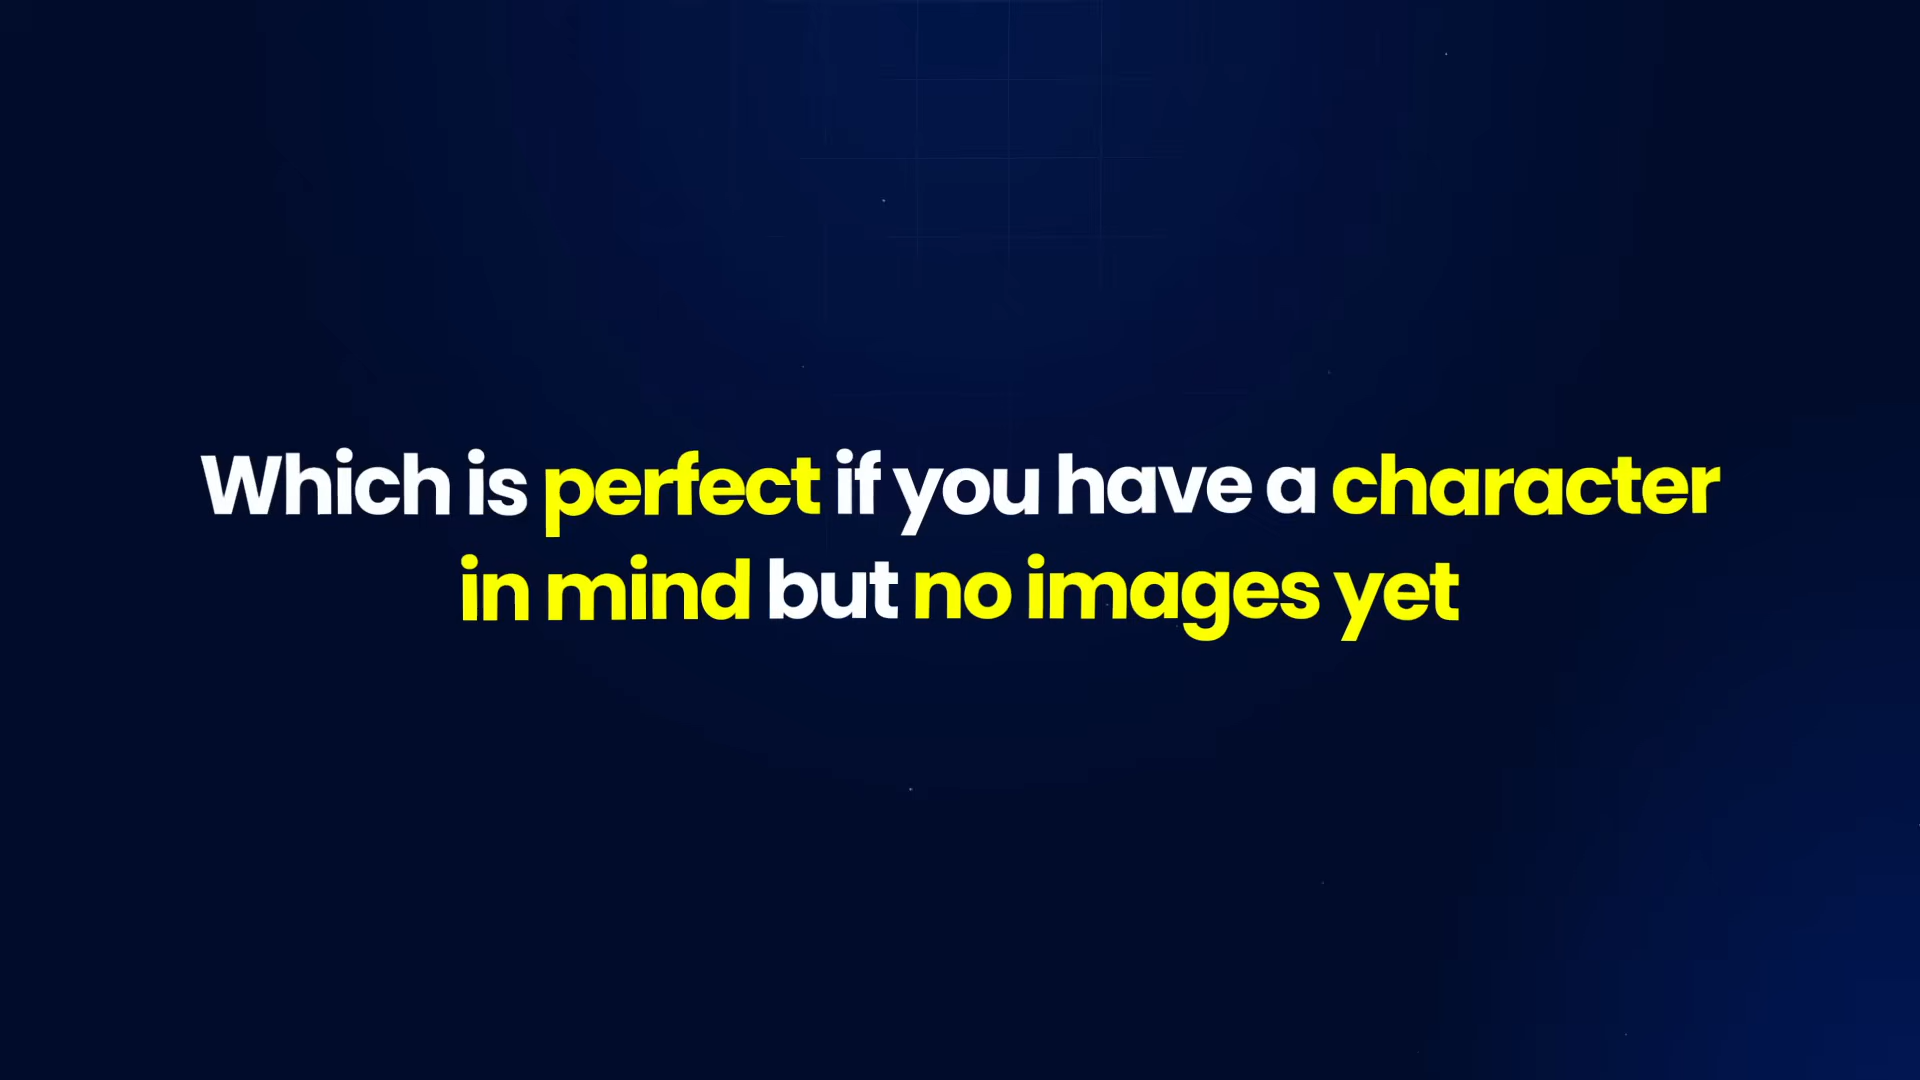 Which is perfect if you have a character
in mind but no images yet